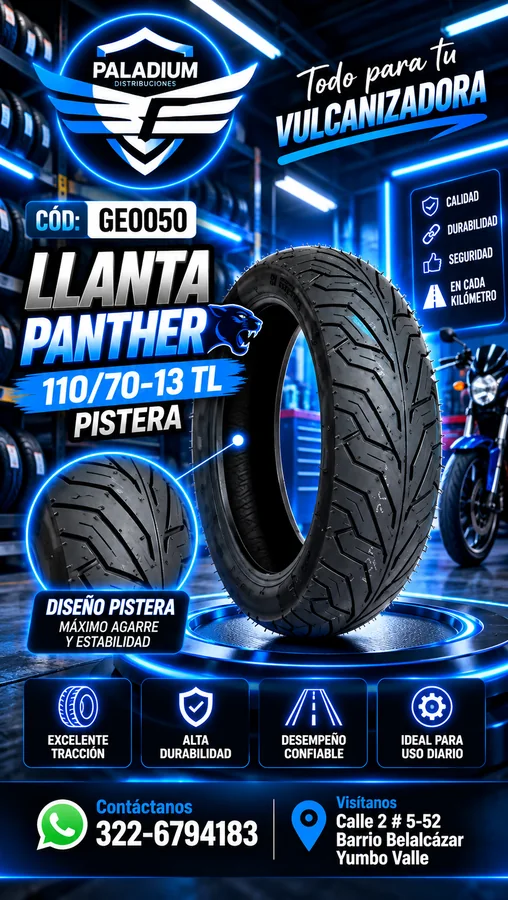 PALADIUM
DISTRIBUCIONES
Todo para tu
VULCANIZADORA
CALIDAD
DURABILIDAD
SEGURIDAD
EN CADA
KILÓMETRO
CÓD: GE0050
LLANTA
PANTHER
110/70-13 TL
PISTERA
DISEÑO PISTERA
MÁXIMO AGARRE
Y ESTABILIDAD
EXCELENTE
TRACCIÓN
ALTA
DURABILIDAD
DESEMPEÑO
CONFIABLE
IDEAL PARA
USO DIARIO
Contáctanos
322-6794183
Visítanos
Calle 2 # 5-52
Barrio Belalcázar
Yumbo Valle